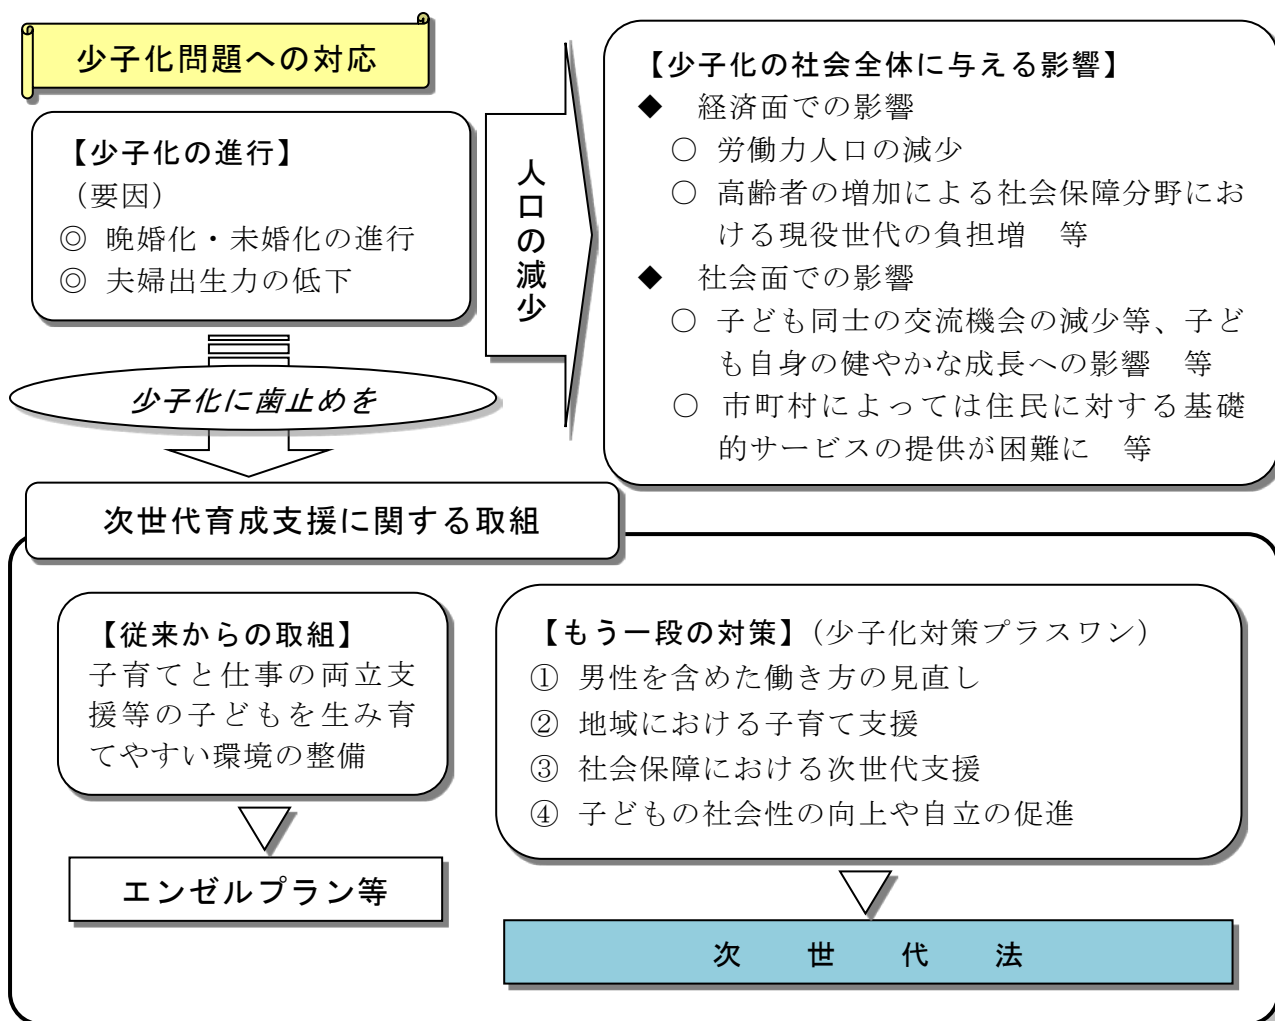 少子化問題への対応
【少子化の進行】
（要因）
◎ 晩婚化・未婚化の進行
◎ 夫婦出生力の低下
人口の減少
【少子化の社会全体に与える影響】
◆ 経済面での影響
○ 労働力人口の減少
○ 高齢者の増加による社会保障分野にお
ける現役世代の負担増　等
◆ 社会面での影響
○ 子ども同士の交流機会の減少等、子ど
も自身の健やかな成長への影響　等
○ 市町村によっては住民に対する基礎
的サービスの提供が困難に　等
少子化に歯止めを
次世代育成支援に関する取組
【従来からの取組】
子育てと仕事の両立支
援等の子どもを生み育
てやすい環境の整備
エンゼルプラン等
【もう一段の対策】（少子化対策プラスワン）
① 男性を含めた働き方の見直し
② 地域における子育て支援
③ 社会保障における次世代支援
④ 子どもの社会性の向上や自立の促進
次　世　代　法